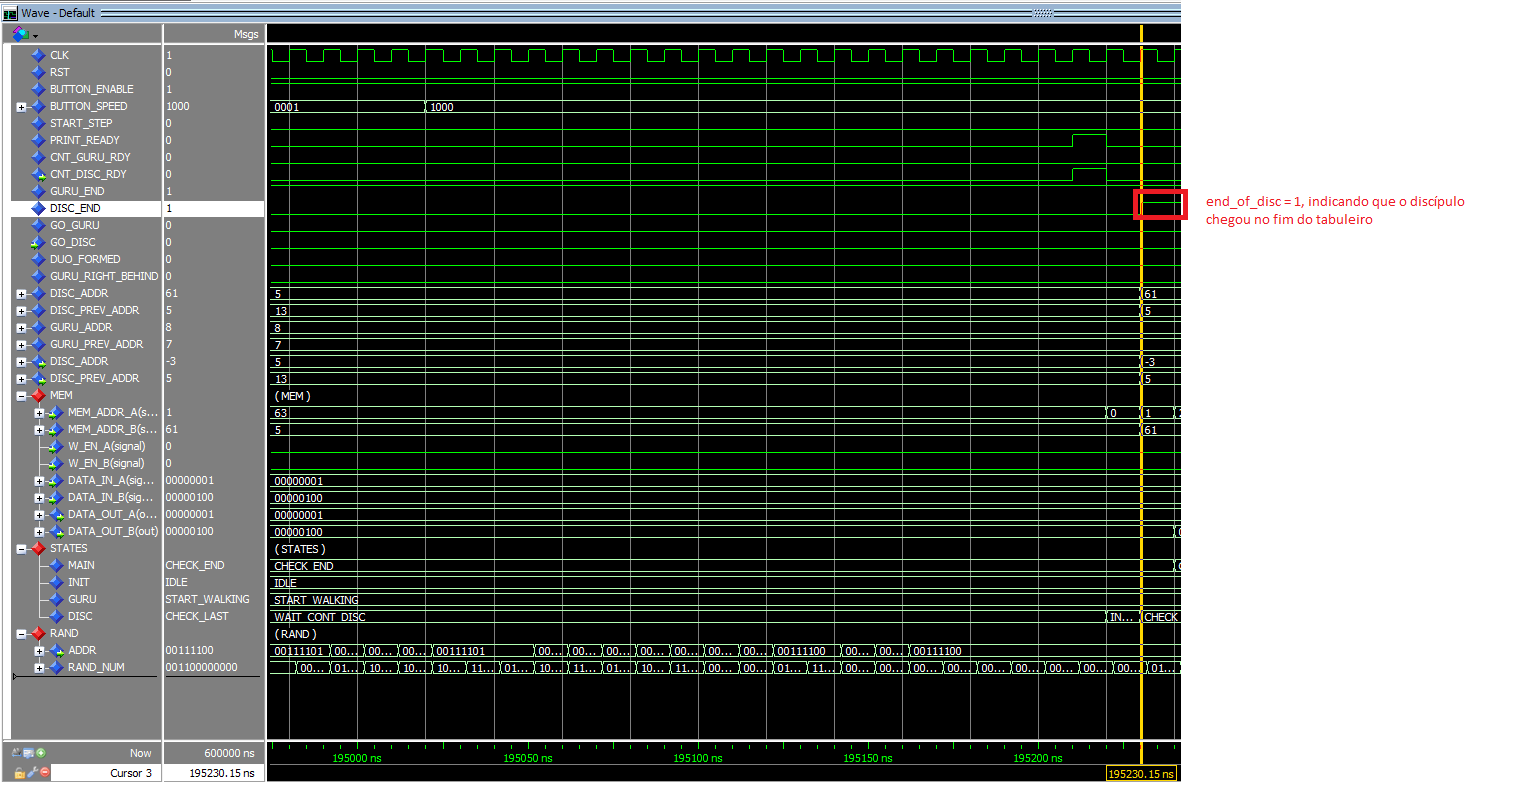 Wave - Default
Msgs
CLK 1
RST 0
BUTTON_ENABLE 1
BUTTON_SPEED 1000 0001 1000
START_STEP 0
PRINT_READY 0
CNT_GURU_RDY 0
CNT_DISC_RDY 0
GURU_END 1
DISC_END 1
end_of_disc = 1, indicando que o discípulo
chegou no fim do tabuleiro
GO_GURU 0
GO_DISC 0
DUO_FORMED 0
GURU_RIGHT_BEHIND 0
DISC_ADDR 61 5 61
DISC_PREV_ADDR 5 13 5
GURU_ADDR 8 8
GURU_PREV_ADDR 7 7
DISC_ADDR -3 5 -3
DISC_PREV_ADDR 5 13 5
MEM (MEM)
MEM_ADDR_A(s... 1 63 0 1
MEM_ADDR_B(s... 61 5 61
W_EN_A(signal) 0
W_EN_B(signal) 0
DATA_IN_A(sig... 00000001 00000001
DATA_IN_B(sig... 00000100 00000100
DATA_OUT_A(o... 00000001 00000001
DATA_OUT_B(out) 00000100 00000100
STATES (STATES)
MAIN CHECK_END CHECK_END
INIT IDLE IDLE
GURU START_WALKING START_WALKING
DISC CHECK_LAST WAIT_CONT_DISC IN... CHECK
RAND (RAND)
ADDR 00111100 00111101 00... 00... 00... 00111101 00... 00... 00... 00... 00... 00... 00... 00111100 00... 00... 00111100
RAND_NUM 001100000000 00... 01... 10... 10... 10... 11... 01... 10... 11... 01... 10... 11... 00... 00... 01... 11... 00... 00... 00... 00... 00... 00... 00... 00... 00... 01...
Now 600000 ns 195000 ns 195050 ns 195100 ns 195150 ns 195200 ns
Cursor 3 195230.15 ns 195230.15 ns